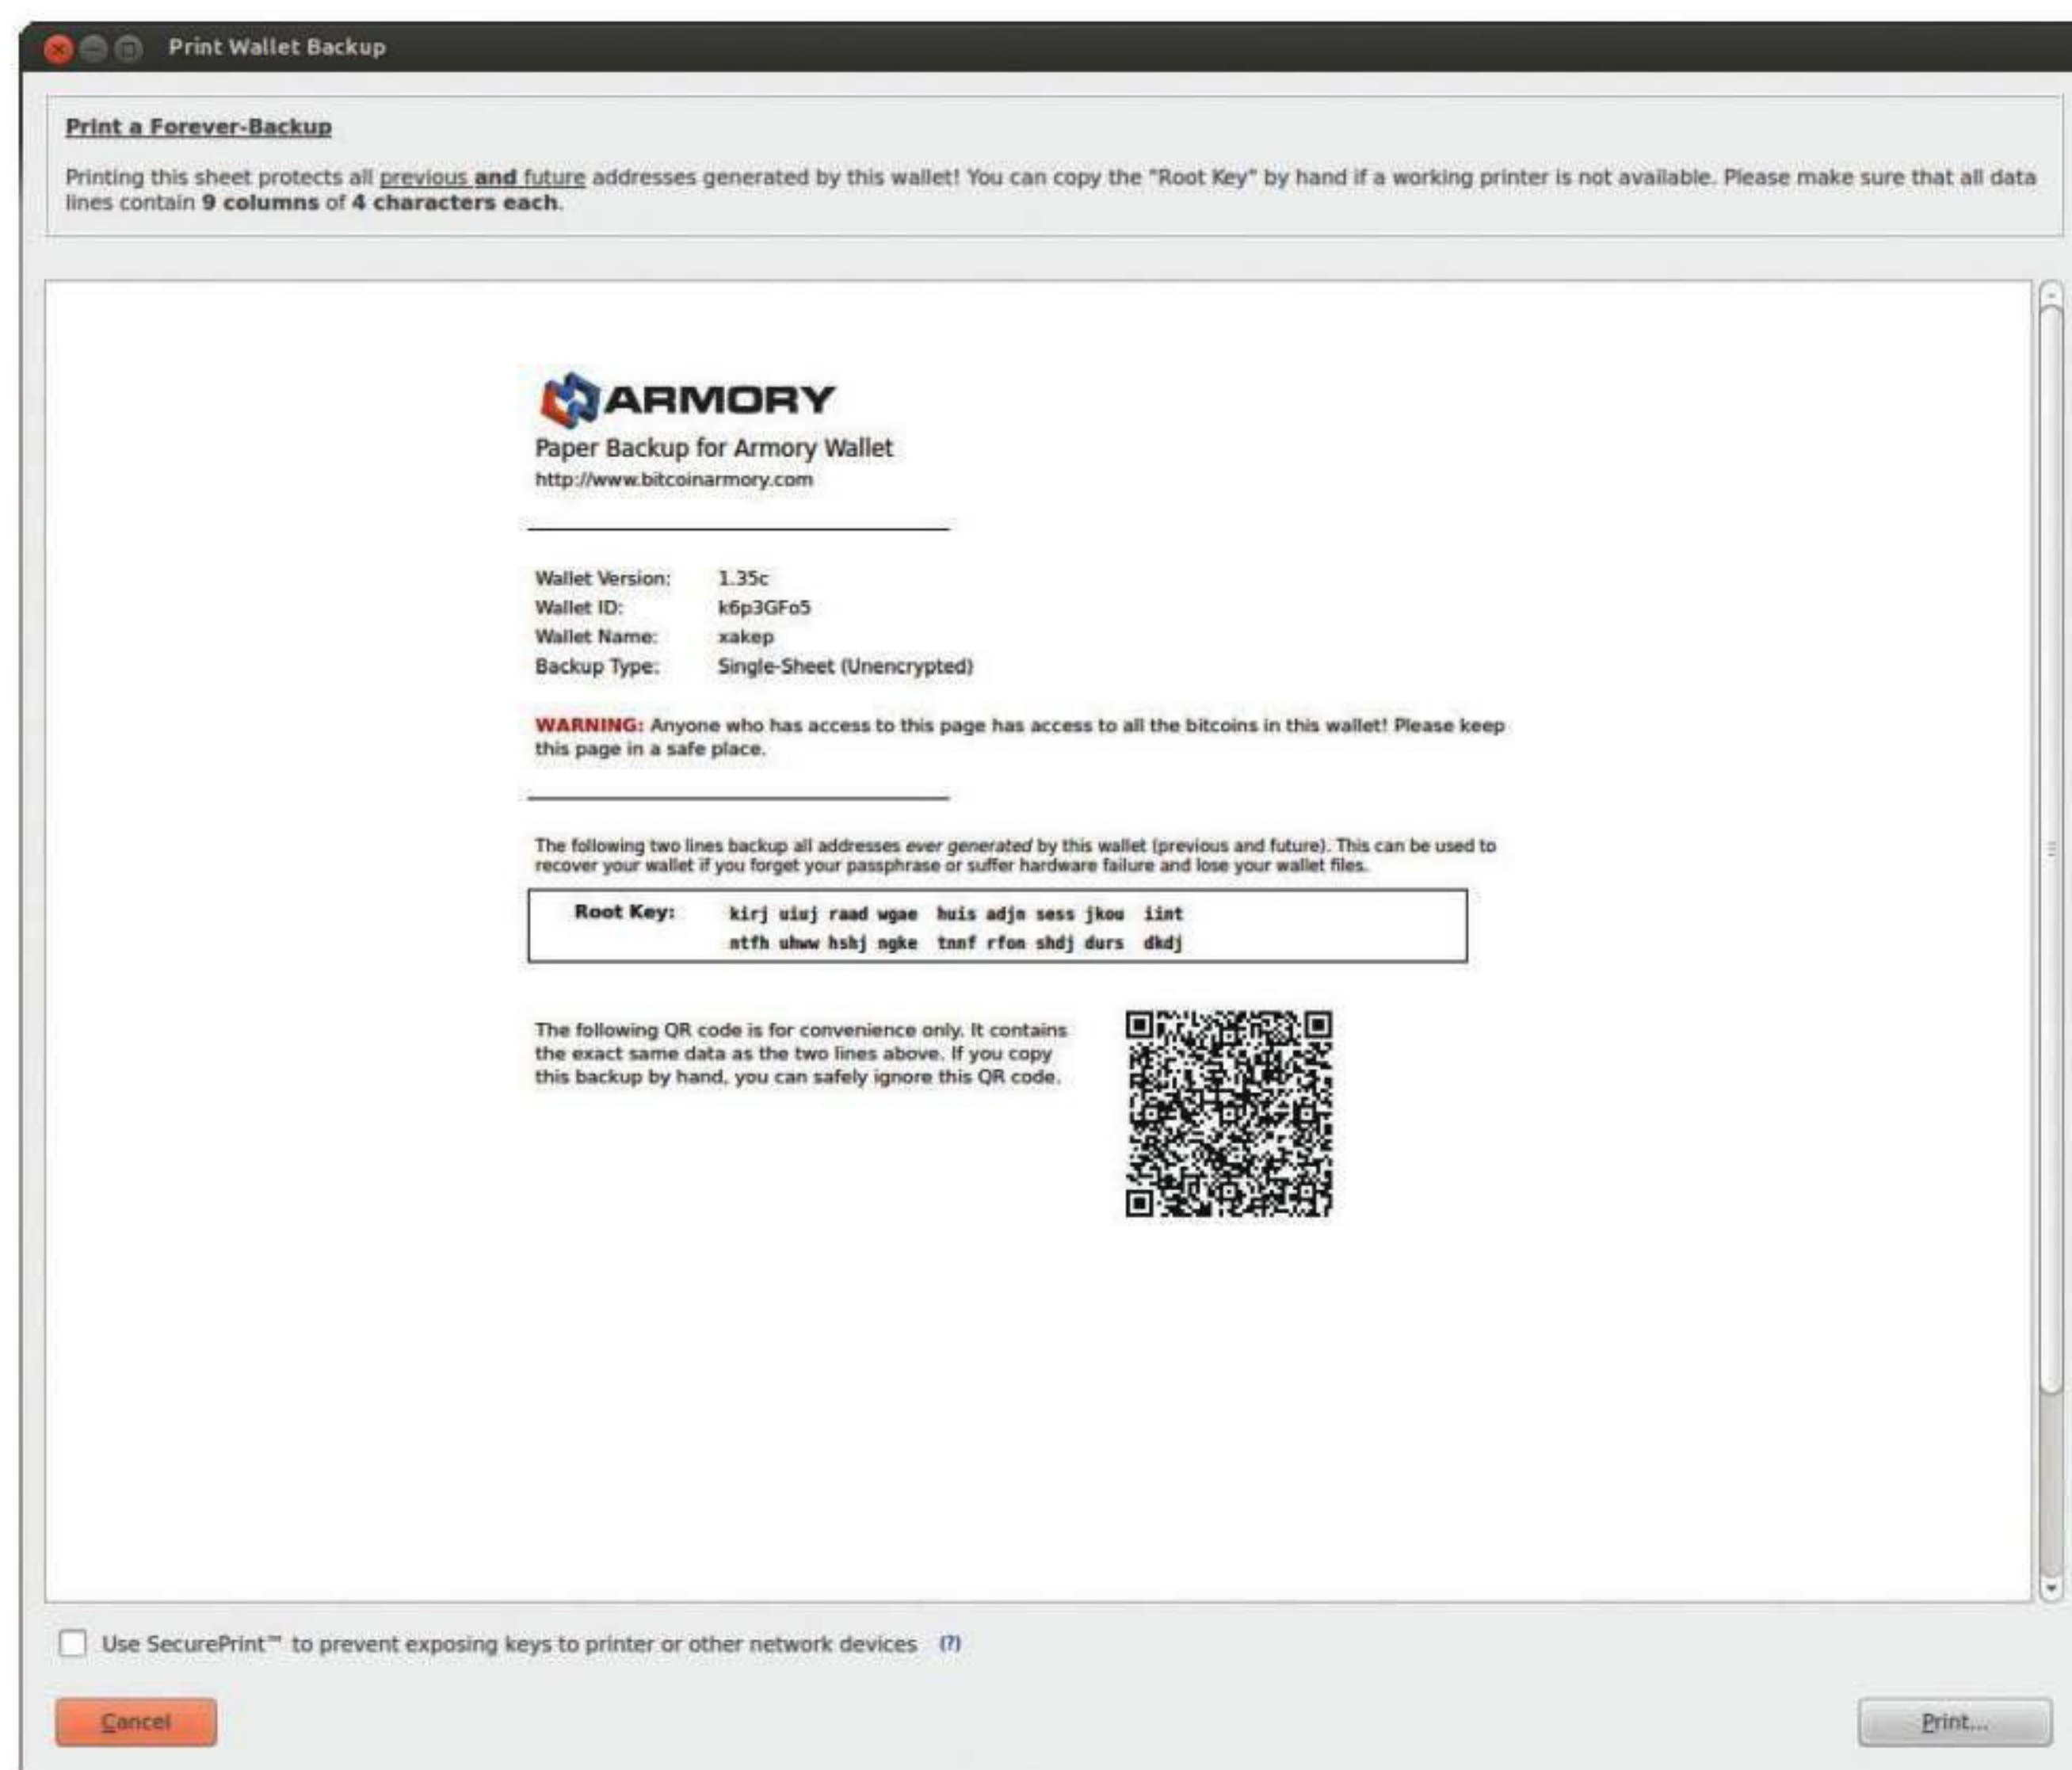 Print Wallet Backup
Print a Forever-Backup
Printing this sheet protects all previous and future addresses generated by this wallet! You can copy the "Root Key" by hand if a working printer is not available. Please make sure that all data
lines contain 9 columns of 4 characters each.
ARMORY
Paper Backup for Armory Wallet
http://www.bitcoinarmory.com
Wallet Version: 1.35c
Wallet ID: k6p3GFo5
Wallet Name: xakep
Backup Type: Single-Sheet (Unencrypted)
WARNING: Anyone who has access to this page has access to all the bitcoins in this wallet! Please keep
this page in a safe place.
The following two lines backup all addresses ever generated by this wallet (previous and future). This can be used to
recover your wallet if you forget your passphrase or suffer hardware failure and lose your wallet files.
Root Key: kirj uiuj raad wgae huis adjn sess jkou iint
ntfh uhww hshj ngke tnnf rfon shdj durs dkdj
The following QR code is for convenience only. It contains
the exact same data as the two lines above. If you copy
this backup by hand, you can safely ignore this QR code.
Use SecurePrint™ to prevent exposing keys to printer or other network devices (?)
Cancel
Print...